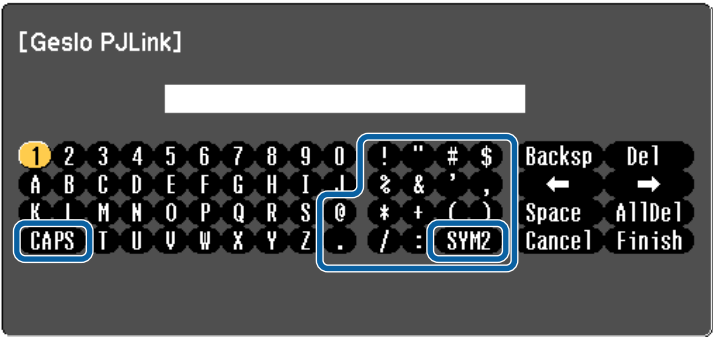 [Geslo PJLink]
1 2 3 4 5 6 7 8 9 0 ! " # $ Backsp Del
A B C D E F G H I J % & ' , ← →
K L M N O P Q R S @ * + ( ) Space AllDel
CAPS T U V W X Y Z . / : SYM2 Cancel Finish